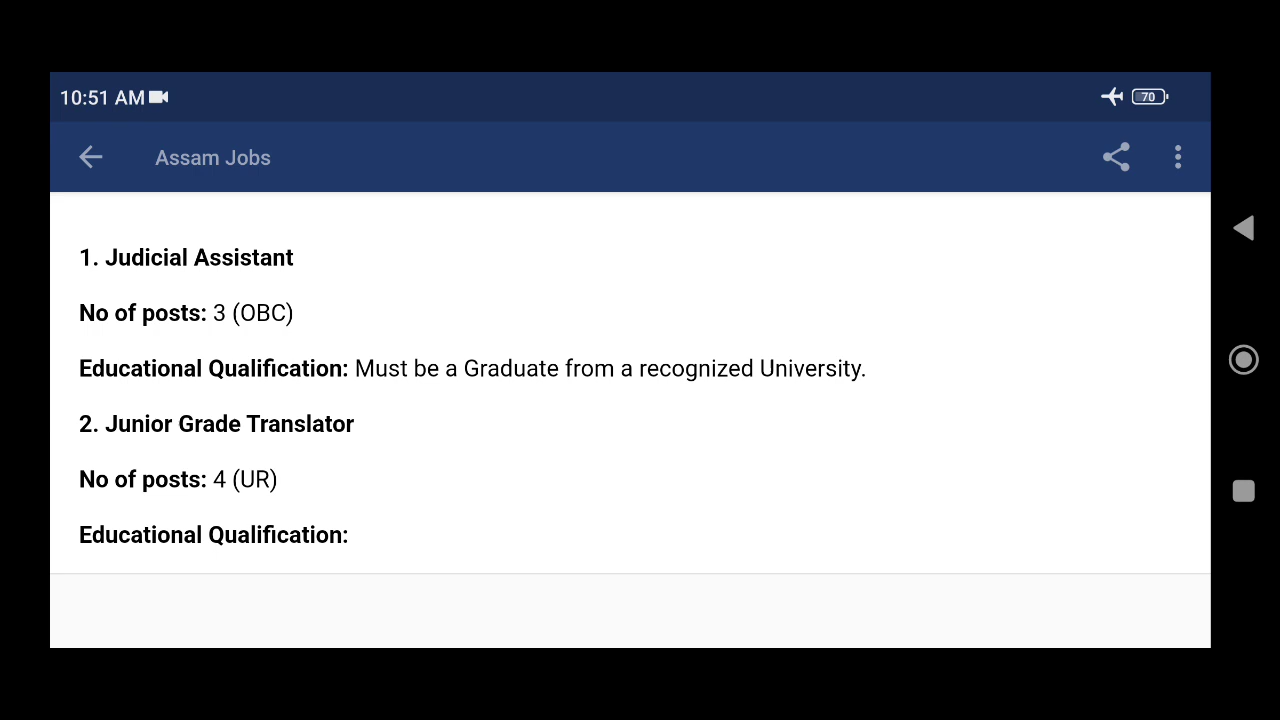 10:51 AM
70
Assam Jobs
1. Judicial Assistant
No of posts: 3 (OBC)
Educational Qualification: Must be a Graduate from a recognized University.
2. Junior Grade Translator
No of posts: 4 (UR)
Educational Qualification: